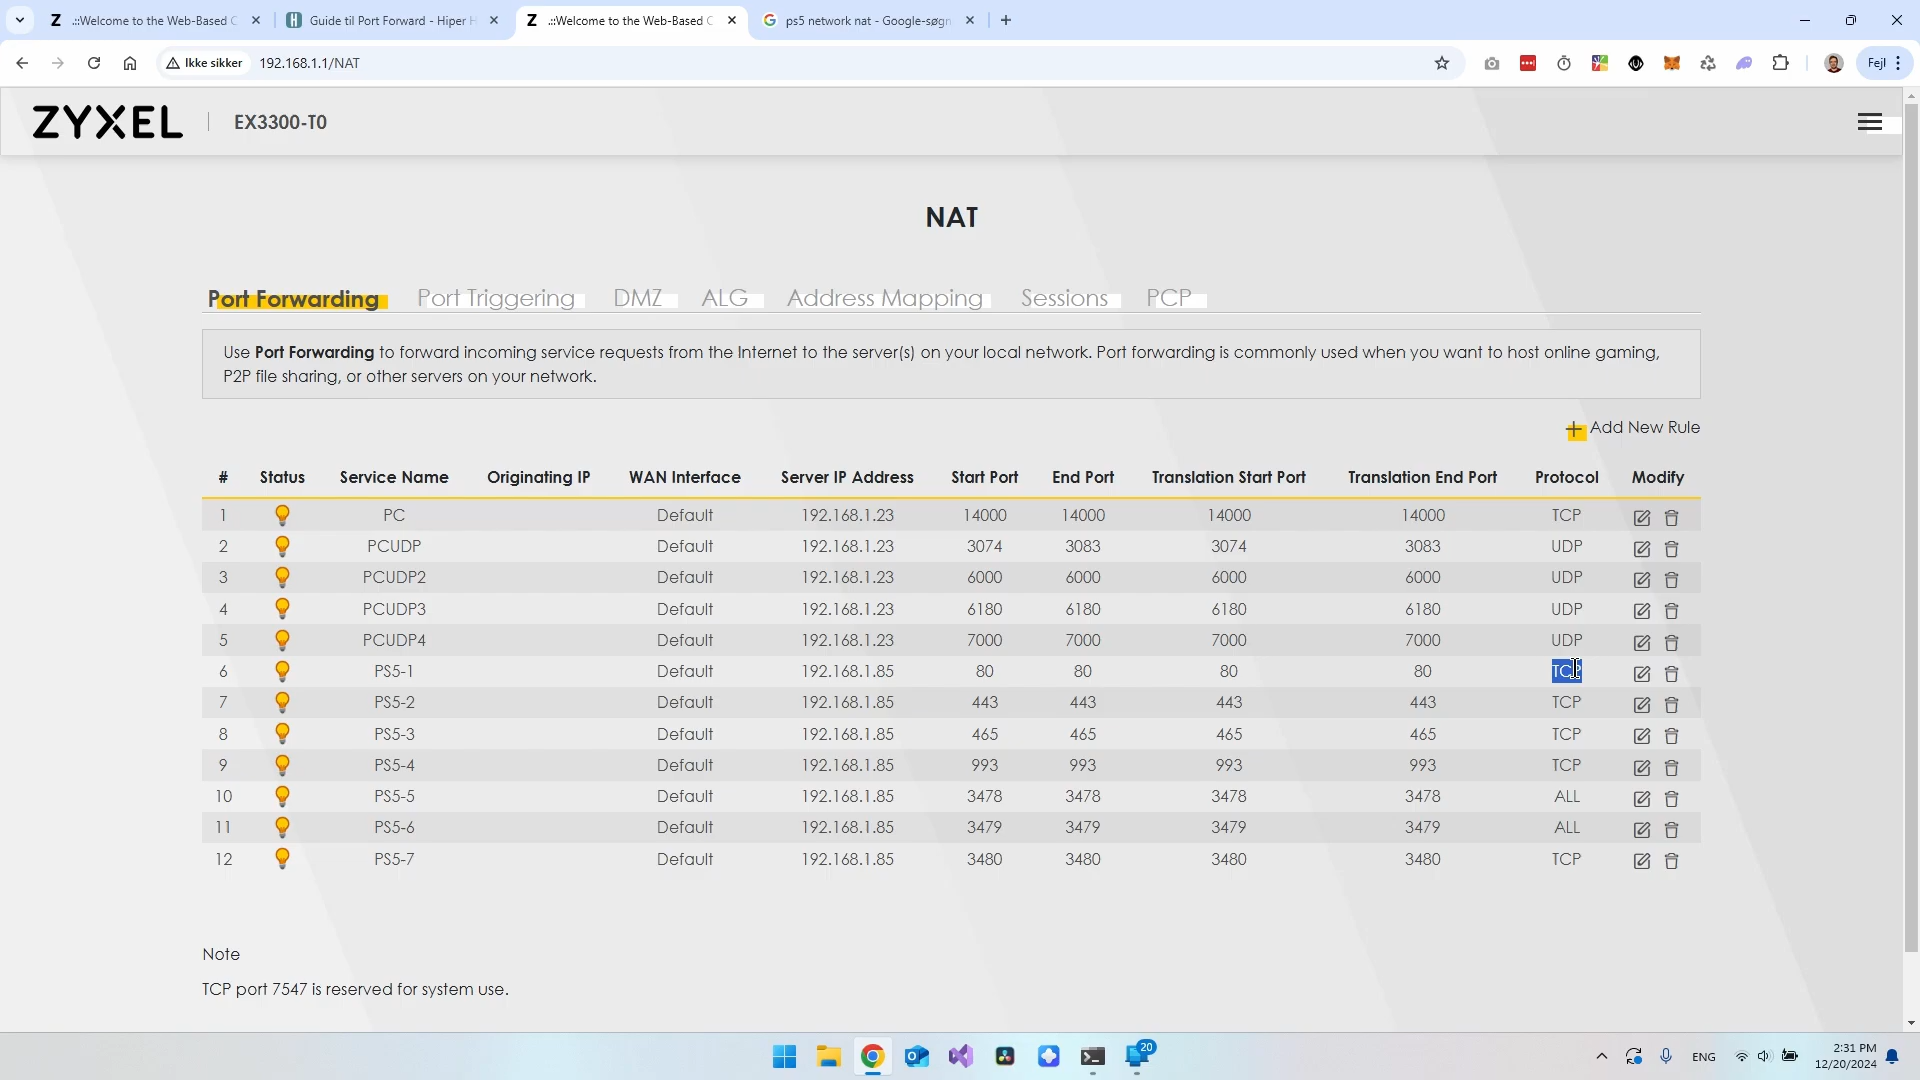 .::Welcome to the Web-Based C
Guide til Port Forward - Hiper H
.::Welcome to the Web-Based C
ps5 network nat - Google-søgn
Ikke sikker
192.168.1.1/NAT
Fejl
ZYXEL
EX3300-T0
NAT
Port Forwarding
Port Triggering
DMZ
ALG
Address Mapping
Sessions
PCP
Use Port Forwarding to forward incoming service requests from the Internet to the server(s) on your local network. Port forwarding is commonly used when you want to host online gaming,
P2P file sharing, or other servers on your network.
Add New Rule
# Status Service Name Originating IP WAN Interface Server IP Address Start Port End Port Translation Start Port Translation End Port Protocol Modify
1 PC Default 192.168.1.23 14000 14000 14000 14000 TCP
2 PCUDP Default 192.168.1.23 3074 3083 3074 3083 UDP
3 PCUDP2 Default 192.168.1.23 6000 6000 6000 6000 UDP
4 PCUDP3 Default 192.168.1.23 6180 6180 6180 6180 UDP
5 PCUDP4 Default 192.168.1.23 7000 7000 7000 7000 UDP
6 PS5-1 Default 192.168.1.85 80 80 80 80 TCP
7 PS5-2 Default 192.168.1.85 443 443 443 443 TCP
8 PS5-3 Default 192.168.1.85 465 465 465 465 TCP
9 PS5-4 Default 192.168.1.85 993 993 993 993 TCP
10 PS5-5 Default 192.168.1.85 3478 3478 3478 3478 ALL
11 PS5-6 Default 192.168.1.85 3479 3479 3479 3479 ALL
12 PS5-7 Default 192.168.1.85 3480 3480 3480 3480 TCP
Note
TCP port 7547 is reserved for system use.
20
ENG
2:31 PM
12/20/2024